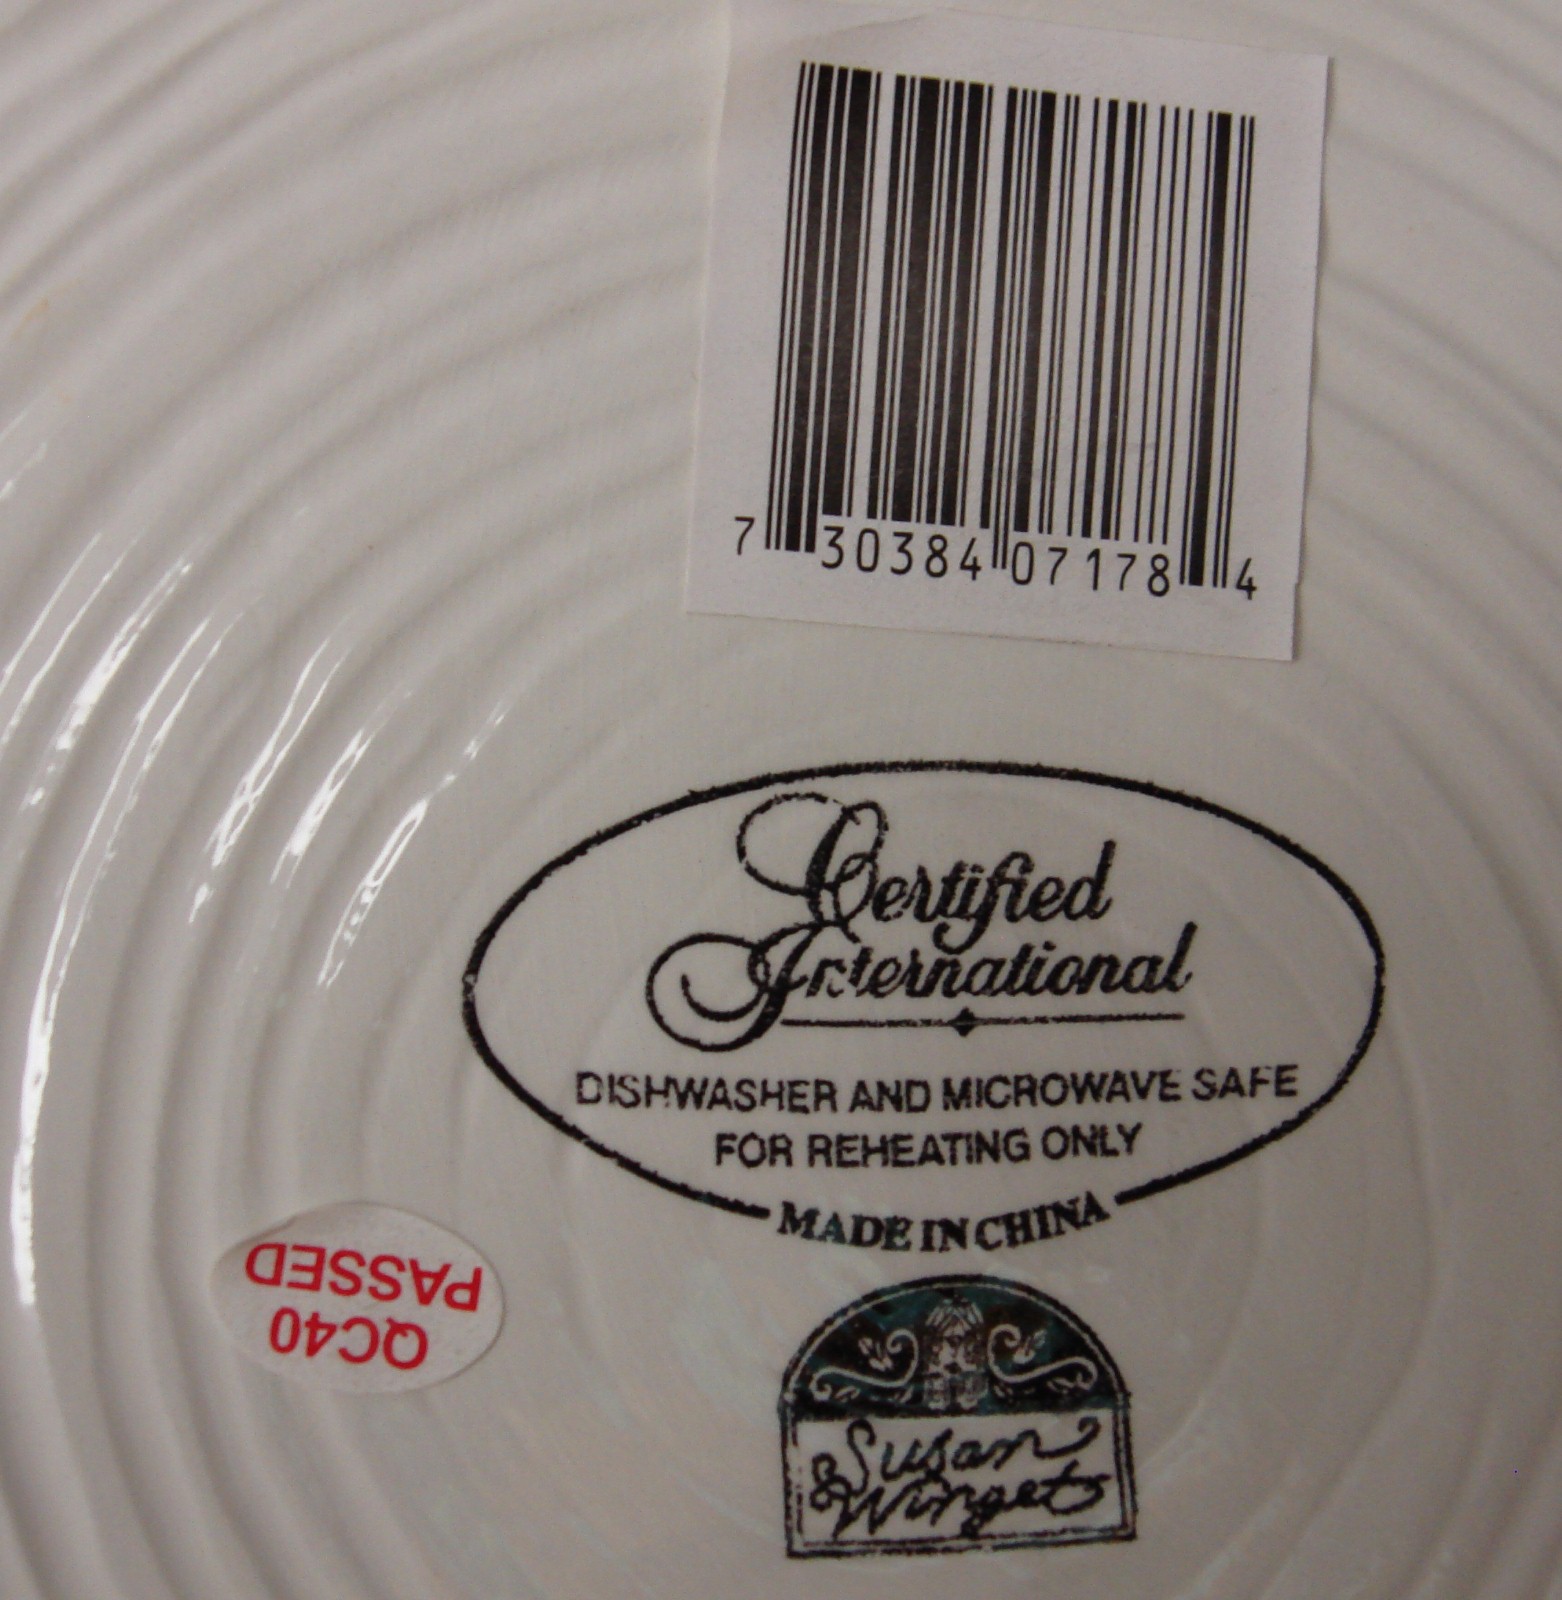 7 30384 07178 4
Certified
International
DISHWASHER AND MICROWAVE SAFE
FOR REHEATING ONLY
MADE IN CHINA
QC40
PASSED
Susan
Winget